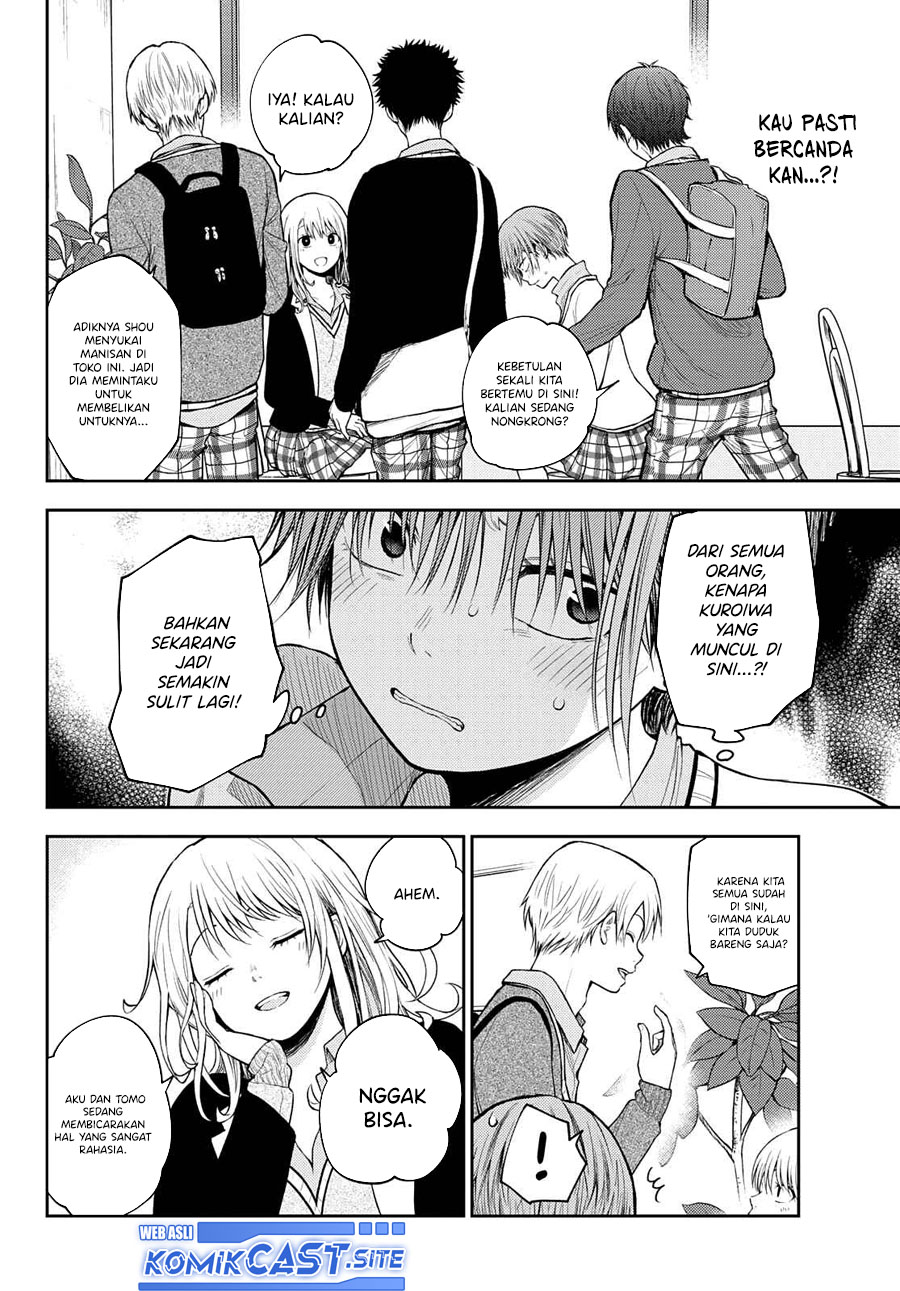 KAU PASTI
BERCANDA
KAN...?!
KEBETULAN
SEKALI KITA
BERTEMU DI SINI!
KALIAN SEDANG
NONGKRONG?
IYA! KALAU
KALIAN?
ADIKNYA SHOU
MENYUKAI
MANISAN DI
TOKO INI. JADI
DIA MEMINTAKU
UNTUK
MEMBELIKAN
UNTUKNYA...
DARI SEMUA
ORANG,
KENAPA
KUROIWA
YANG
MUNCUL DI
SINI...?!
BAHKAN
SEKARANG
JADI
SEMAKIN
SULIT LAGI!
KARENA KITA
SEMUA SUDAH
DI SINI,
'GIMANA KALAU
KITA DUDUK
BARENG SAJA?
!
AHEM.
NGGAK
BISA.
AKU DAN TOMO
SEDANG
MEMBICARAKAN
HAL YANG SANGAT
RAHASIA.
WEB ASLI
KOMIKCAST.SITE